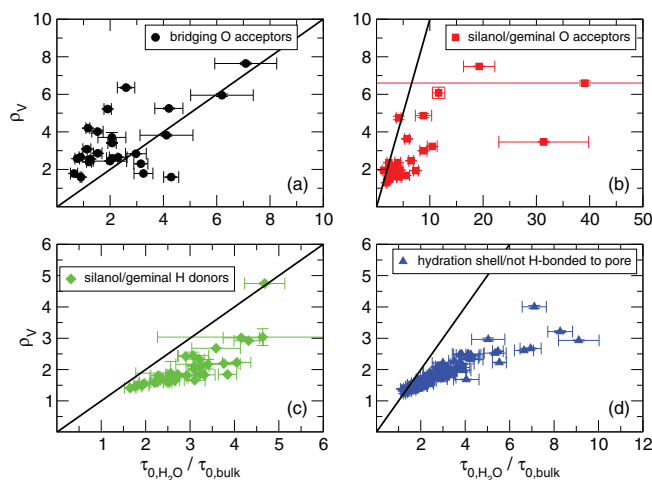 bridging O acceptors
10
8
6
4
2
ρV
(a)
0 2 4 6 8 10
silanol/geminal O acceptors
10
8
6
4
2
(b)
0 10 20 30 40 50
silanol/geminal H donors
6
5
4
3
2
1
ρV
(c)
1 2 3 4 5 6
τ0,H2O / τ0,bulk
hydration shell/not H-bonded to pore
6
5
4
3
2
1
(d)
2 4 6 8 10 12
τ0,H2O / τ0,bulk